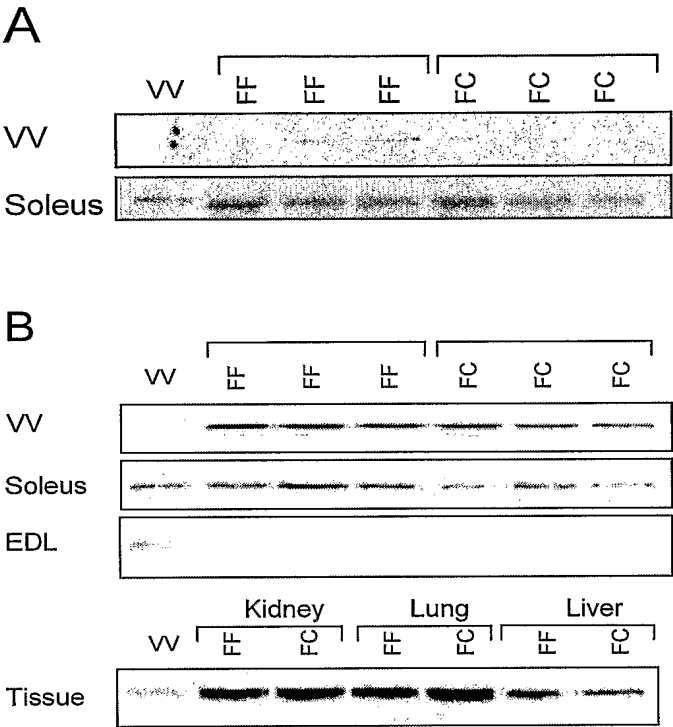 A
VV FF FF FF FC FC FC
VV
Soleus
B
VV FF FF FF FC FC FC
VV
Soleus
EDL
Kidney Lung Liver
VV FF FC FF FC FF FC
Tissue